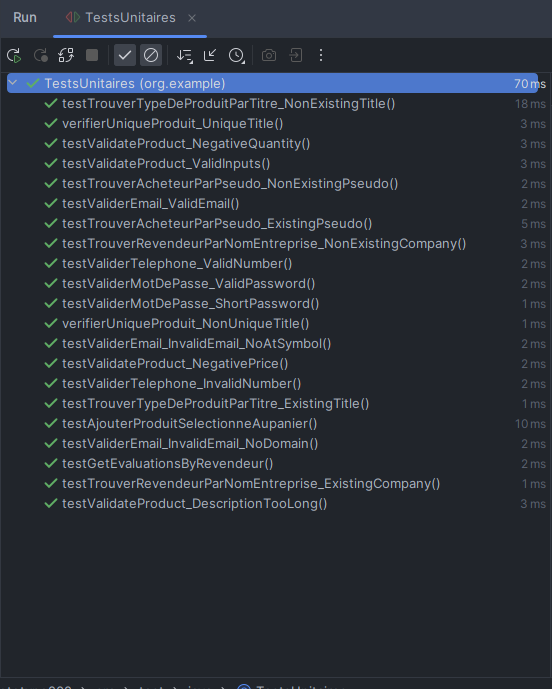 Run TestsUnitaires
TestsUnitaires (org.example) 70 ms
testTrouverTypeDeProduitParTitre_NonExistingTitle() 18 ms
verifierUniqueProduit_UniqueTitle() 3 ms
testValidateProduct_NegativeQuantity() 3 ms
testValidateProduct_ValidInputs() 3 ms
testTrouverAcheteurParPseudo_NonExistingPseudo() 2 ms
testValiderEmail_ValidEmail() 2 ms
testTrouverAcheteurParPseudo_ExistingPseudo() 5 ms
testTrouverRevendeurParNomEntreprise_NonExistingCompany() 3 ms
testValiderTelephone_ValidNumber() 2 ms
testValiderMotDePasse_ValidPassword() 2 ms
testValiderMotDePasse_ShortPassword() 1 ms
verifierUniqueProduit_NonUniqueTitle() 1 ms
testValiderEmail_InvalidEmail_NoAtSymbol() 2 ms
testValidateProduct_NegativePrice() 2 ms
testValiderTelephone_InvalidNumber() 2 ms
testTrouverTypeDeProduitParTitre_ExistingTitle() 1 ms
testAjouterProduitSelectionneAupanier() 10 ms
testValiderEmail_InvalidEmail_NoDomain() 2 ms
testGetEvaluationsByRevendeur() 2 ms
testTrouverRevendeurParNomEntreprise_ExistingCompany() 1 ms
testValidateProduct_DescriptionTooLong() 3 ms